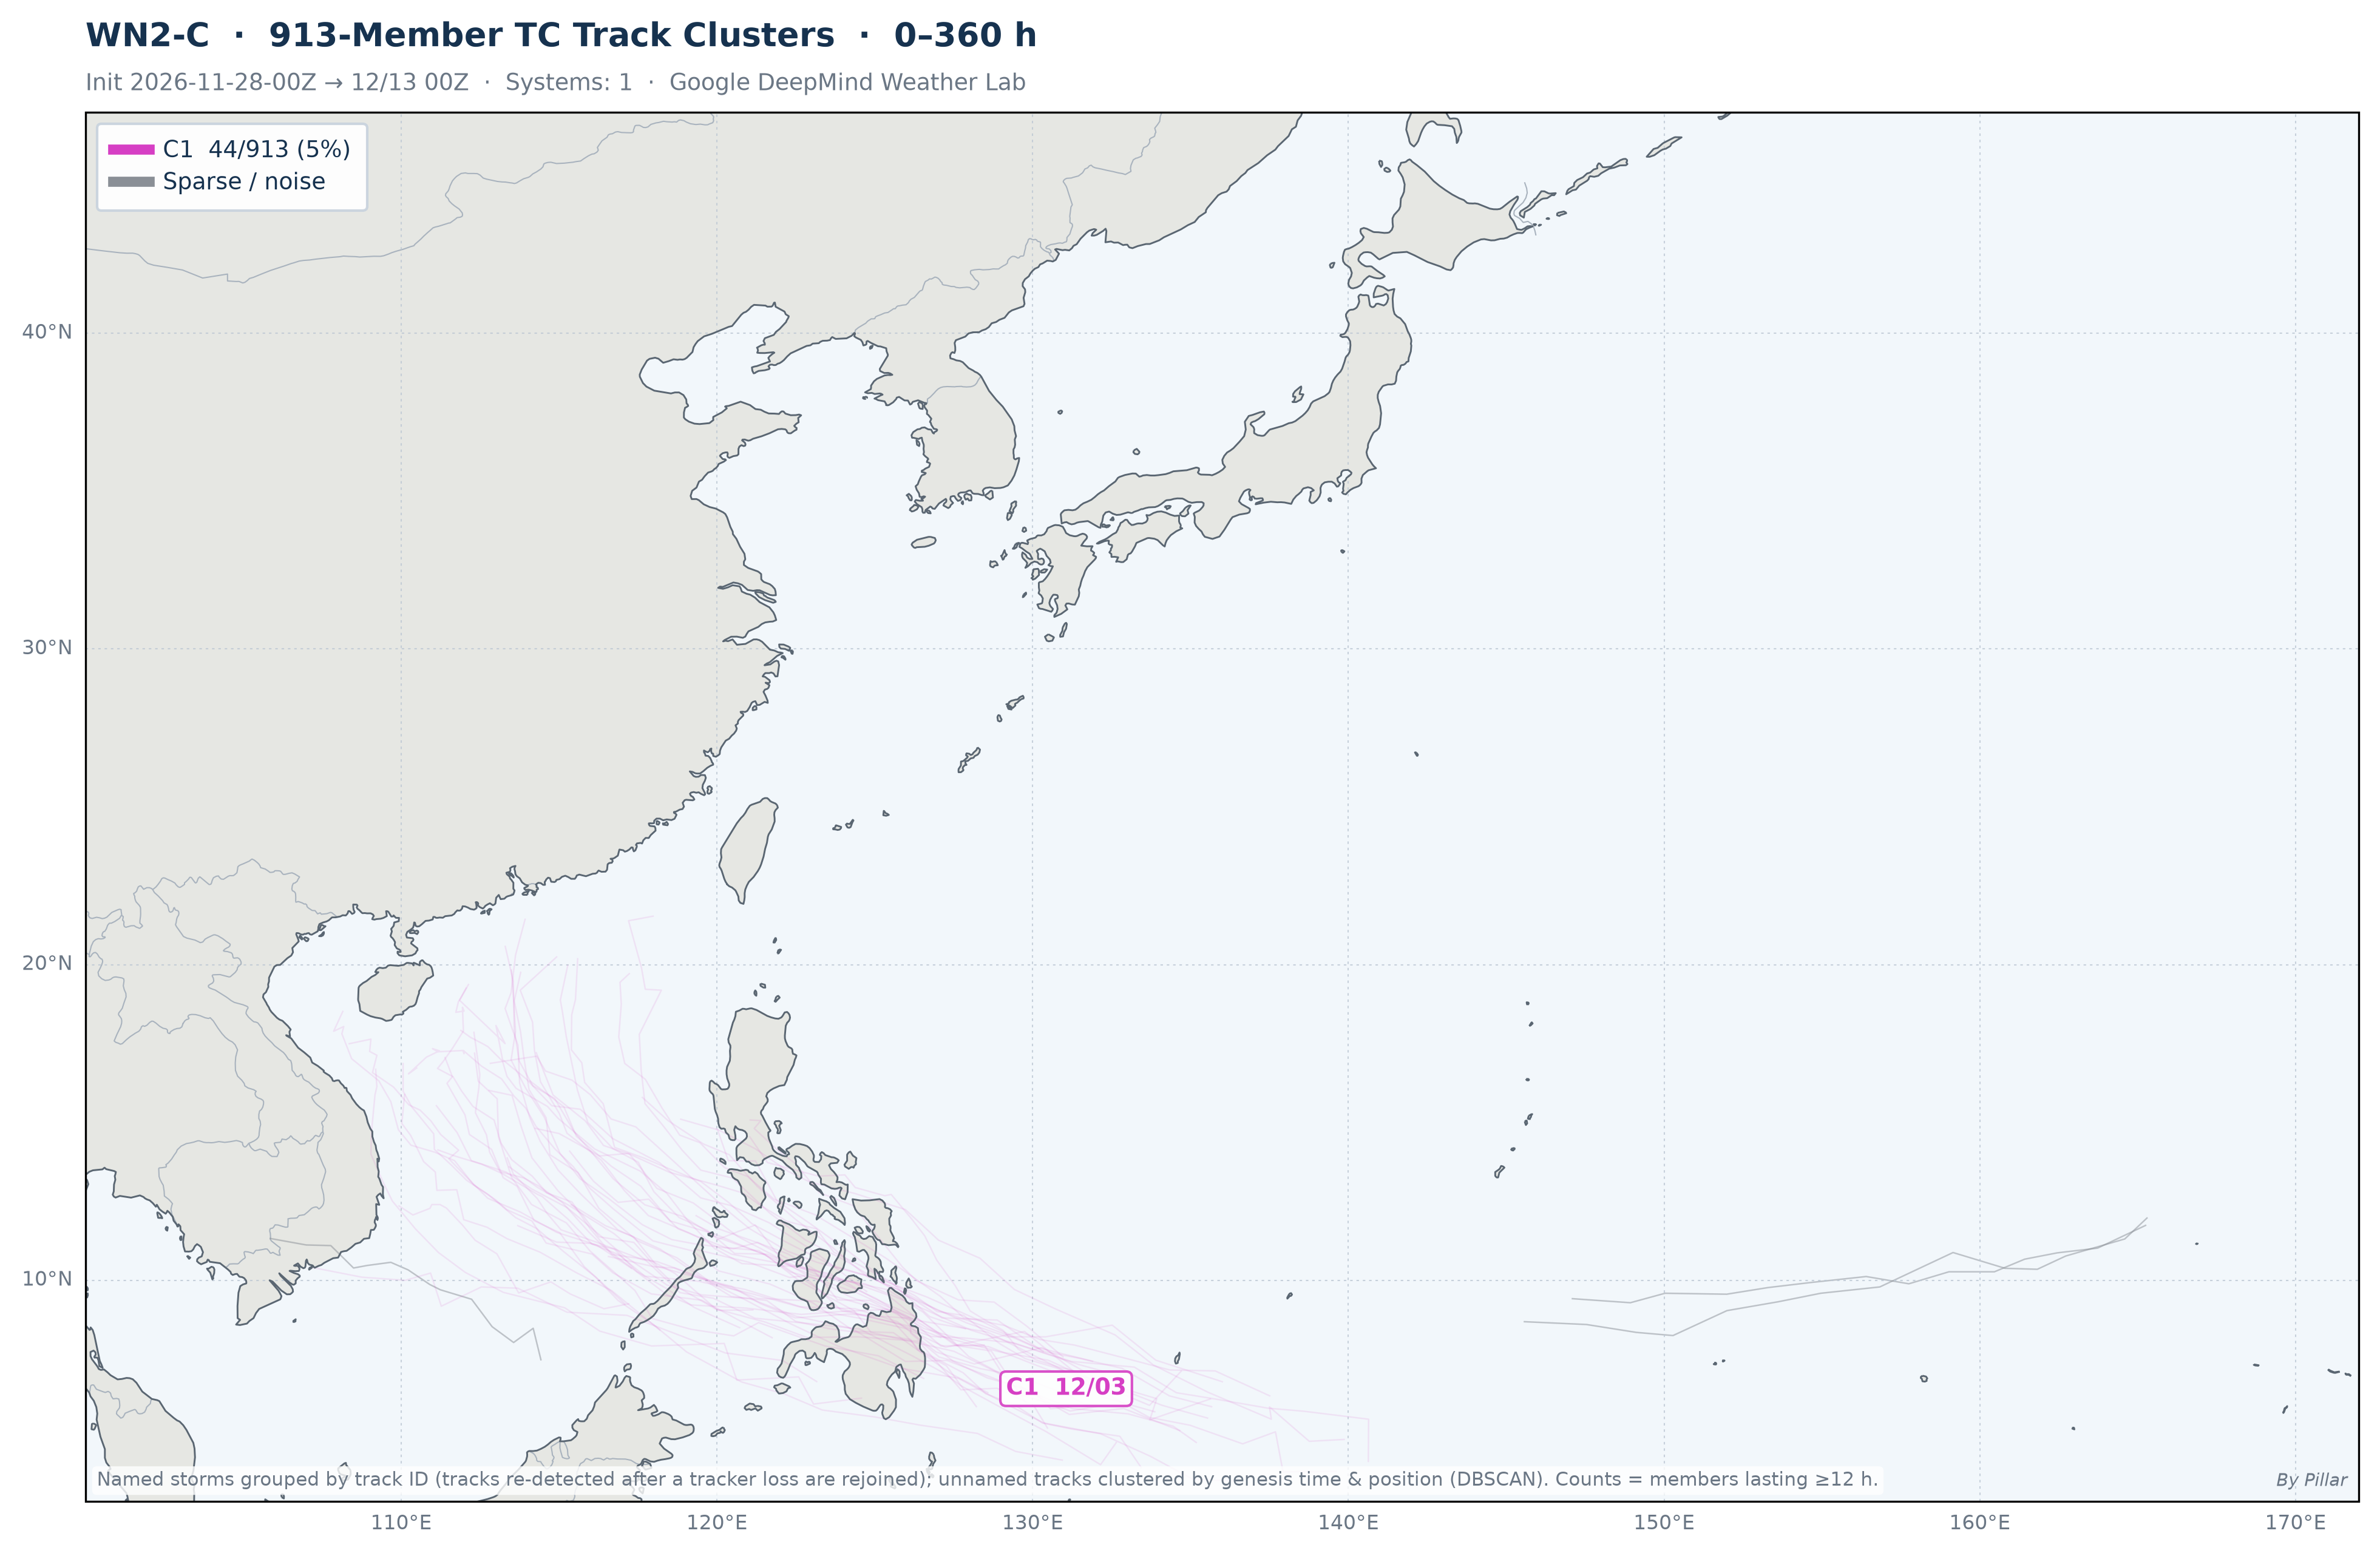 WN2-C · 913-Member TC Track Clusters · 0–360 h
Init 2026-11-28-00Z → 12/13 00Z · Systems: 1 · Google DeepMind Weather Lab
C1 44/913 (5%)
Sparse / noise
40°N
30°N
20°N
10°N
C1 12/03
Named storms grouped by track ID (tracks re-detected after a tracker loss are rejoined); unnamed tracks clustered by genesis time & position (DBSCAN). Counts = members lasting ≥12 h.
By Pillar
110°E
120°E
130°E
140°E
150°E
160°E
170°E